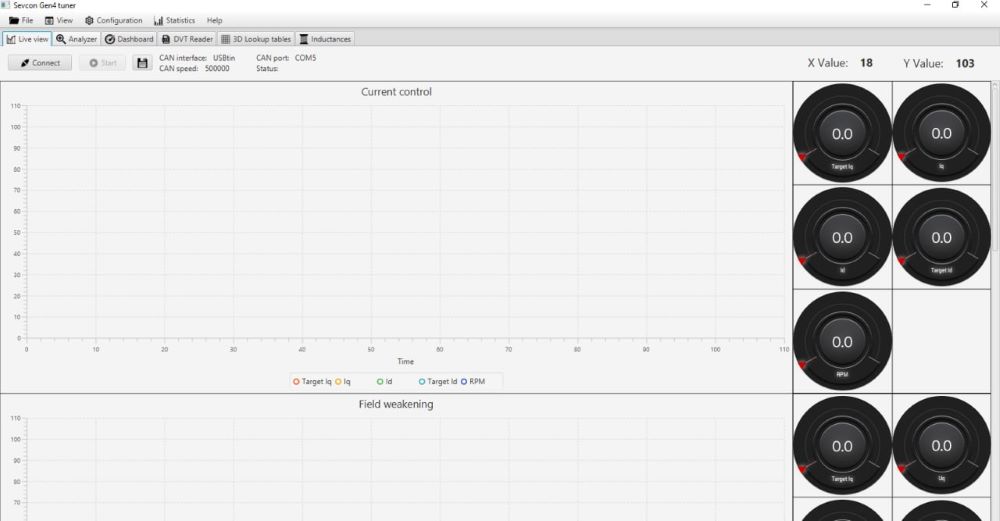 Sevcon Gen4 tuner
File View Configuration Statistics Help
Live view Analyzer Dashboard DVT Reader 3D Lookup tables Inductances
Connect Start CAN interface: USBtin CAN port: COM5
CAN speed: 500000 Status:
X Value: 18 Y Value: 103
Current control
110
100
90
80
70
60
50
40
30
20
10
0
0 10 20 30 40 50 60 70 80 90 100 110
Time
Target Iq Iq Id Target Id RPM
0.0 0.0
Target Iq Iq
0.0 0.0
Id Target Id
0.0
RPM
Field weakening
110
100
90
80
70
0.0 0.0
Target Iq Uq